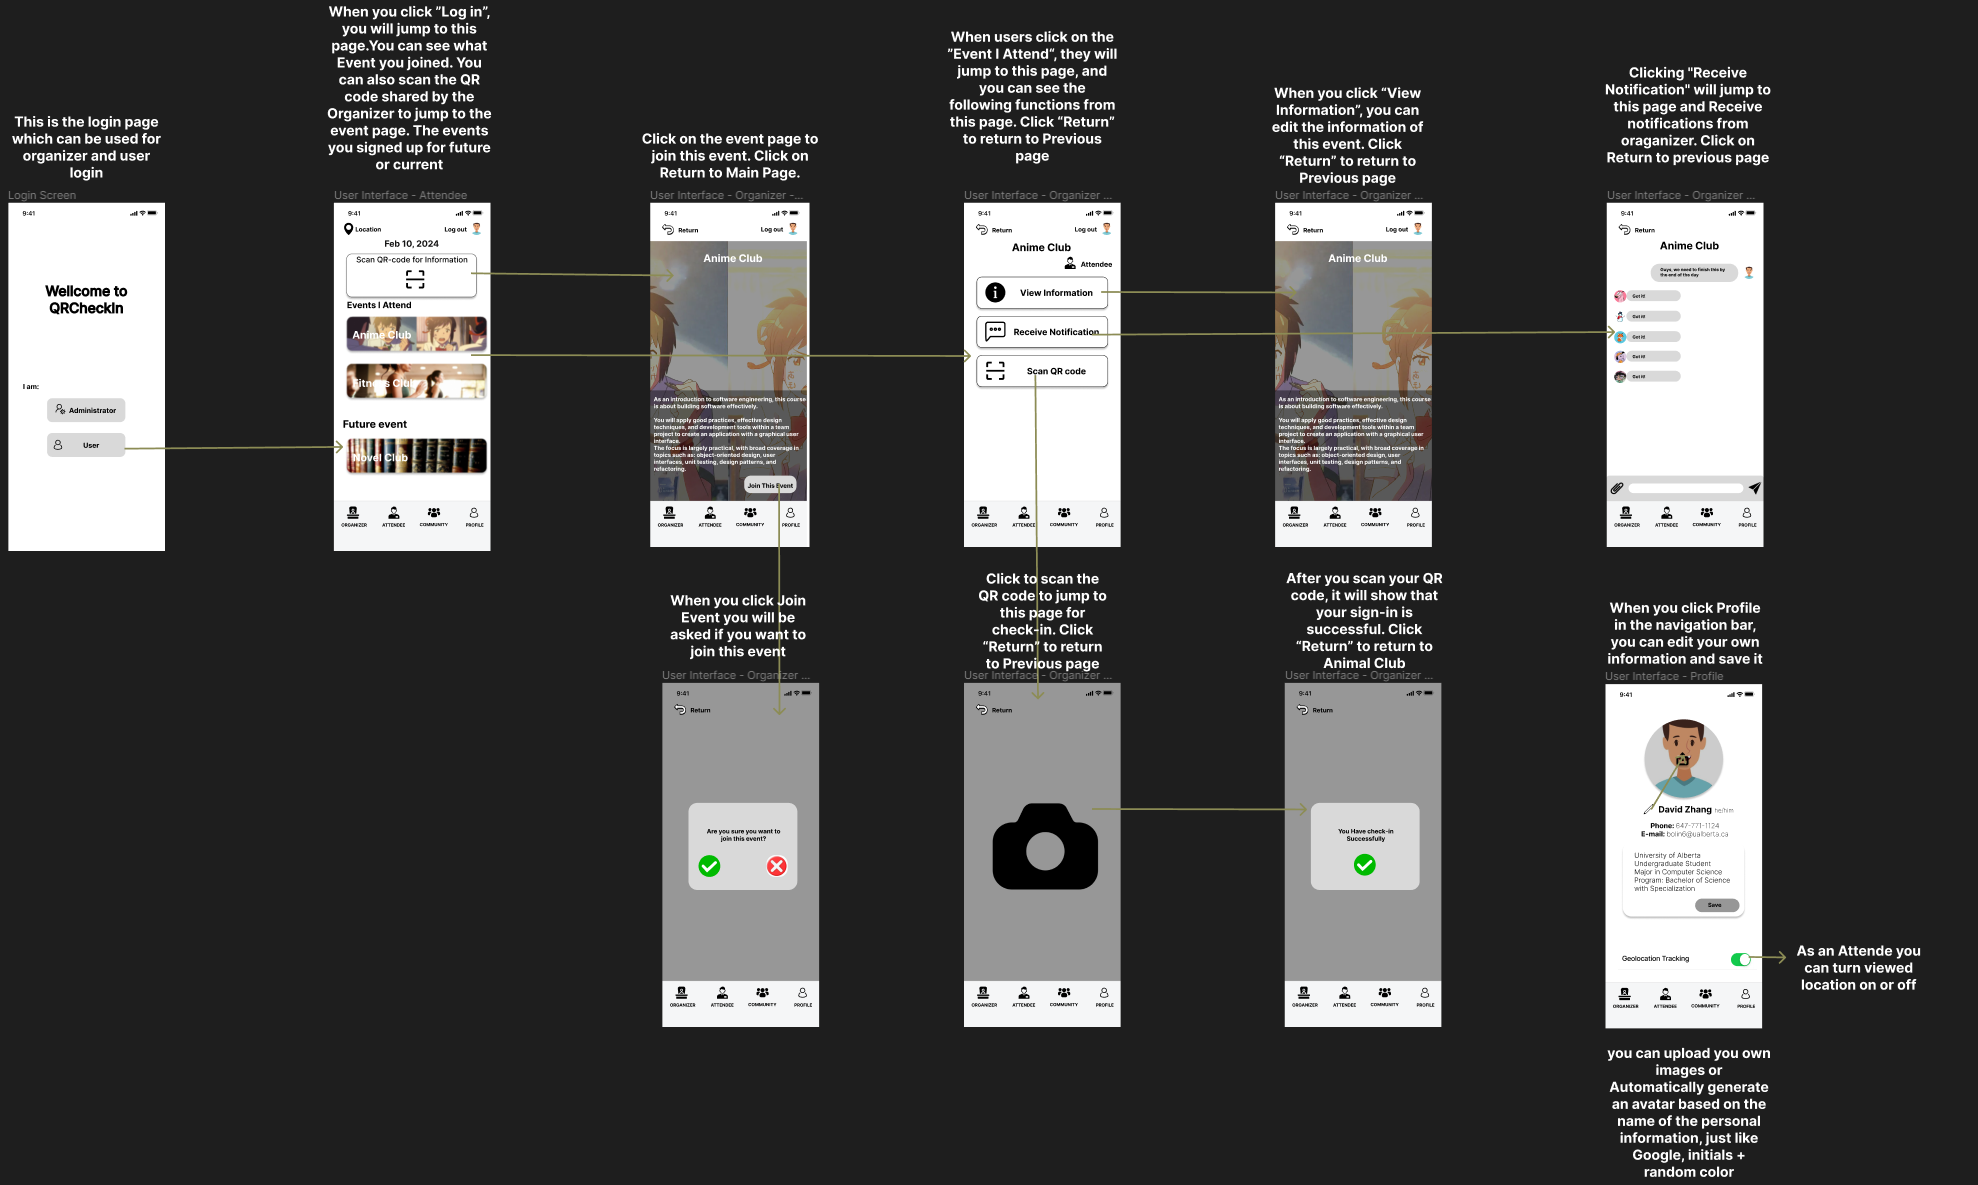 This is the login page
which can be used for
organizer and user
login
Login Screen
9:41
Wellcome to
QRCheckIn
I am:
Administrator
User
When you click "Log in",
you will jump to this
page.You can see what
Event you joined. You
can also scan the QR
code shared by the
Organizer to jump to the
event page. The events
you signed up for future
or current
User Interface - Attendee
9:41
Location
Log out
Feb 10, 2024
Scan QR-code for Information
Events I Attend
Anime Club
Fitness Club
Future event
Novel Club
ORGANIZER
ATTENDEE
COMMUNITY
PROFILE
Click on the event page to
join this event. Click on
Return to Main Page.
User Interface - Organizer -...
9:41
Return
Log out
Anime Club
As an introduction to software engineering, this course
is about building software effectively.
You will apply good practices, effective design
techniques, and development tools within a team
project to create an application with a graphical user
interface.
The focus is largely practical, with broad coverage in
topics such as: object-oriented design, user
interfaces, unit testing, design patterns, and
refactoring.
Join This Event
ORGANIZER
ATTENDEE
COMMUNITY
PROFILE
When users click on the
"Event I Attend", they will
jump to this page, and
you can see the
following functions from
this page. Click "Return"
to return to Previous
page
User Interface - Organizer ...
9:41
Return
Log out
Anime Club
Attendee
View Information
Receive Notification
Scan QR code
ORGANIZER
ATTENDEE
COMMUNITY
PROFILE
When you click "View
Information", you can
edit the information of
this event. Click
"Return" to return to
Previous page
User Interface - Organizer ...
9:41
Return
Log out
Anime Club
As an introduction to software engineering, this course
is about building software effectively.
You will apply good practices, effective design
techniques, and development tools within a team
project to create an application with a graphical user
interface.
The focus is largely practical, with broad coverage in
topics such as: object-oriented design, user
interfaces, unit testing, design patterns, and
refactoring.
ORGANIZER
ATTENDEE
COMMUNITY
PROFILE
Clicking "Receive
Notification" will jump to
this page and Receive
notifications from
oraganizer. Click on
Return to previous page
User Interface - Organizer ...
9:41
Return
Anime Club
Guys, we need to finish this by
the end of the day
Got it!
Got it!
Got it!
Got it!
Got it!
ORGANIZER
ATTENDEE
COMMUNITY
PROFILE
When you click Join
Event you will be
asked if you want to
join this event
User Interface - Organizer ...
9:41
Return
Are you sure you want to
join this event?
ORGANIZER
ATTENDEE
COMMUNITY
PROFILE
Click to scan the
QR code to jump to
this page for
check-in. Click
"Return" to return
to Previous page
User Interface - Organizer ...
9:41
Return
ORGANIZER
ATTENDEE
COMMUNITY
PROFILE
After you scan your QR
code, it will show that
your sign-in is
successful. Click
"Return" to return to
Animal Club
User Interface - Organizer ...
9:41
Return
You Have check-in
Successfully
ORGANIZER
ATTENDEE
COMMUNITY
PROFILE
When you click Profile
in the navigation bar,
you can edit your own
information and save it
User Interface - Profile
9:41
David Zhang he/him
Phone: 647-771-1124
E-mail: bolin6@ualberta.ca
University of Alberta
Undergraduate Student
Major in Computer Science
Program: Bachelor of Science
with Specialization
Save
Geolocation Tracking
ORGANIZER
ATTENDEE
COMMUNITY
PROFILE
As an Attende you
can turn viewed
location on or off
you can upload you own
images or
Automatically generate
an avatar based on the
name of the personal
information, just like
Google, initials +
random color